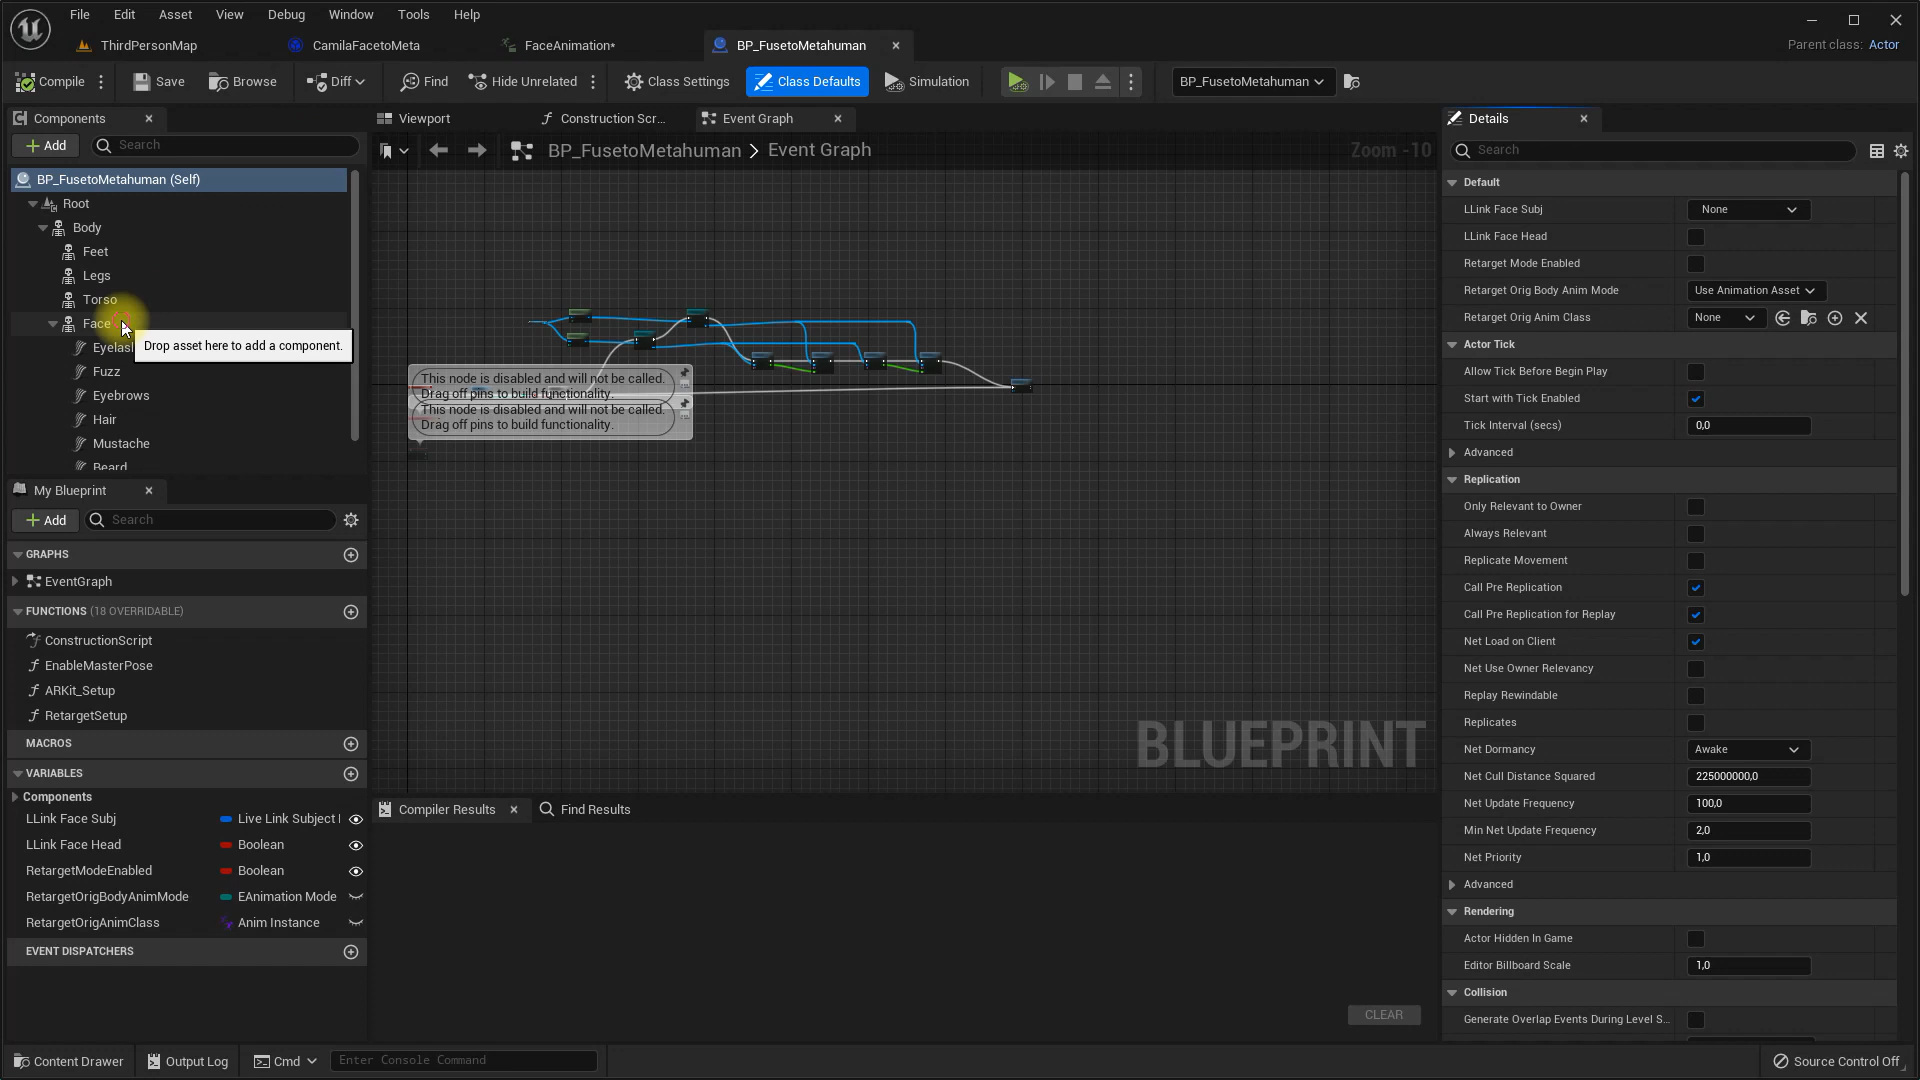 File Edit Asset View Debug Window Tools Help
ThirdPersonMap CamilaFacetoMeta FaceAnimation* BP_FusetoMetahuman
Parent class: Actor
Compile Save Browse Diff Find Hide Unrelated Class Settings Class Defaults Simulation BP_FusetoMetahuman
Components
+ Add Search
BP_FusetoMetahuman (Self)
Root
Body
Feet
Legs
Torso
Face
Eyelas
Drop asset here to add a component.
Fuzz
Eyebrows
Hair
Mustache
Beard
My Blueprint
+ Add Search
GRAPHS
EventGraph
FUNCTIONS (18 OVERRIDABLE)
ConstructionScript
EnableMasterPose
ARKit_Setup
RetargetSetup
MACROS
VARIABLES
Components
LLink Face Subj Live Link Subject
LLink Face Head Boolean
RetargetModeEnabled Boolean
RetargetOrigBodyAnimMode EAnimation Mode
RetargetOrigAnimClass Anim Instance
EVENT DISPATCHERS
Viewport Construction Scr... Event Graph
BP_FusetoMetahuman > Event Graph
Zoom -10
This node is disabled and will not be called.
Drag off pins to build functionality.
This node is disabled and will not be called.
Drag off pins to build functionality.
BLUEPRINT
Compiler Results Find Results
CLEAR
Details
Search
Default
LLink Face Subj None
LLink Face Head
Retarget Mode Enabled
Retarget Orig Body Anim Mode Use Animation Asset
Retarget Orig Anim Class None
Actor Tick
Allow Tick Before Begin Play
Start with Tick Enabled
Tick Interval (secs) 0,0
Advanced
Replication
Only Relevant to Owner
Always Relevant
Replicate Movement
Call Pre Replication
Call Pre Replication for Replay
Net Load on Client
Net Use Owner Relevancy
Replay Rewindable
Replicates
Net Dormancy Awake
Net Cull Distance Squared 225000000,0
Net Update Frequency 100,0
Min Net Update Frequency 2,0
Net Priority 1,0
Advanced
Rendering
Actor Hidden In Game
Editor Billboard Scale 1,0
Collision
Generate Overlap Events During Level S...
Content Drawer Output Log Cmd Enter Console Command Source Control Off